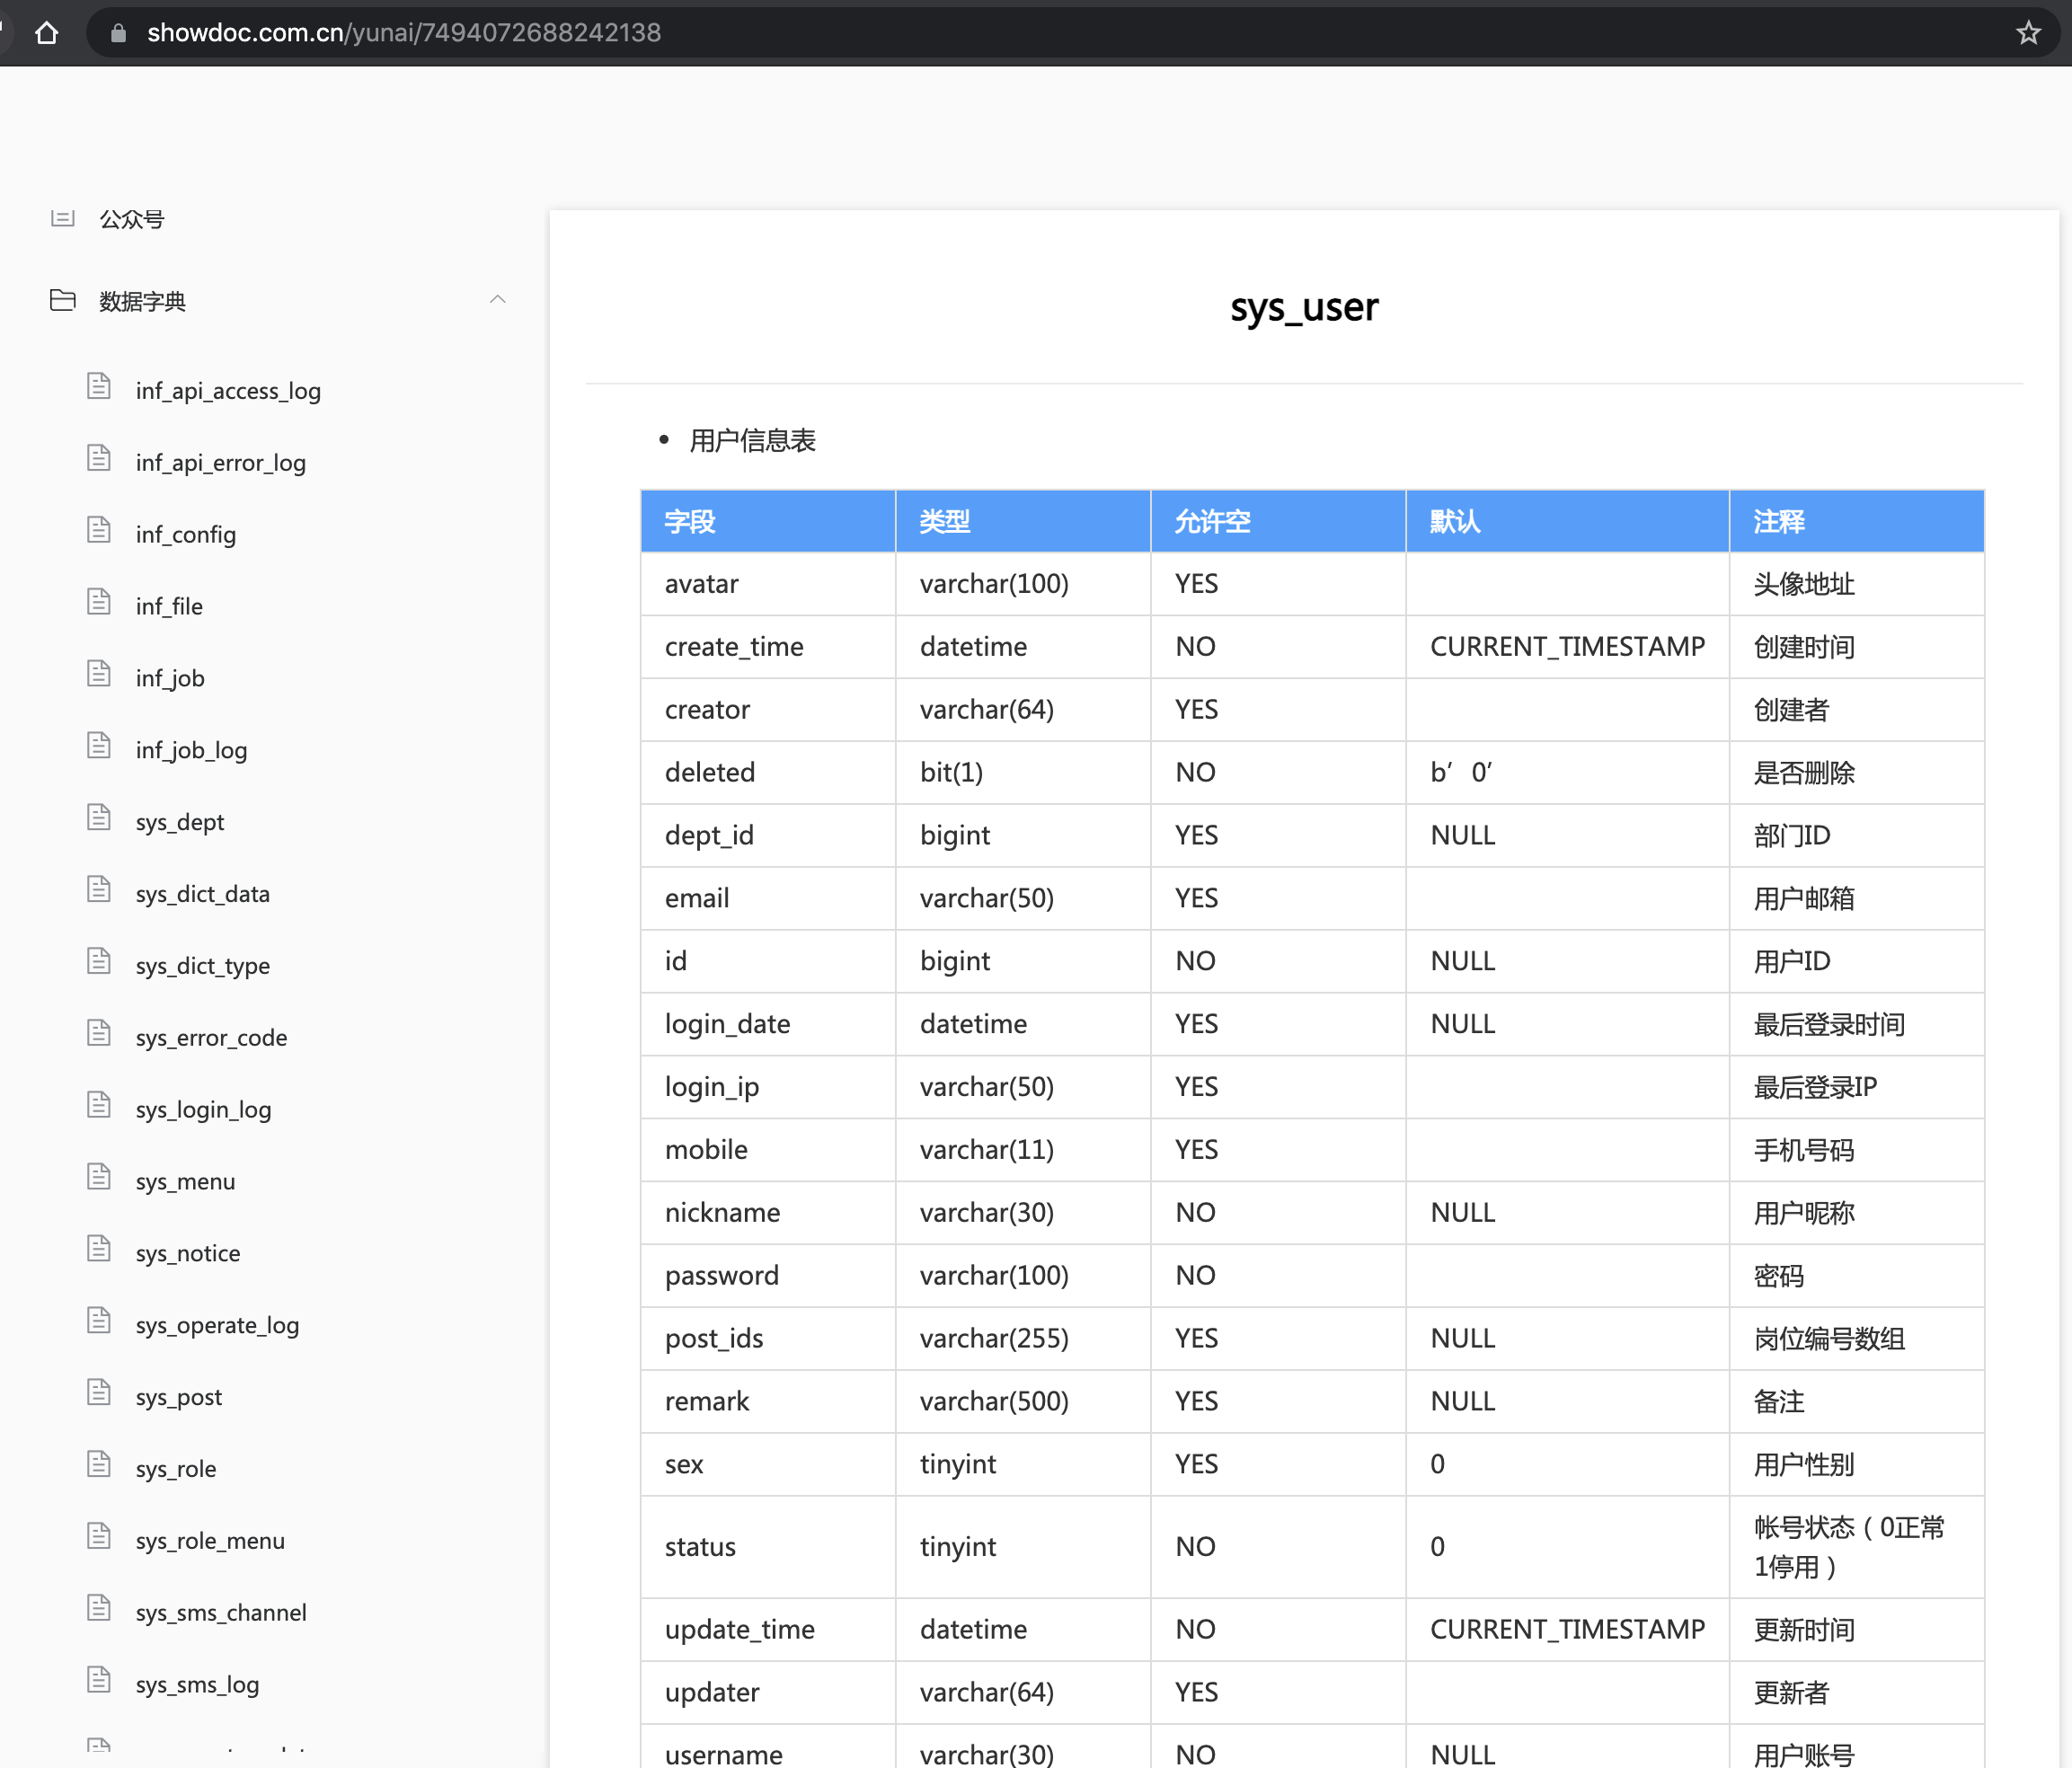 showdoc.com.cn/yunai/7494072688242138
公众号
数据字典
inf_api_access_log
inf_api_error_log
inf_config
inf_file
inf_job
inf_job_log
sys_dept
sys_dict_data
sys_dict_type
sys_error_code
sys_login_log
sys_menu
sys_notice
sys_operate_log
sys_post
sys_role
sys_role_menu
sys_sms_channel
sys_sms_log
sys_user
用户信息表
字段 类型 允许空 默认 注释
avatar varchar(100) YES 头像地址
create_time datetime NO CURRENT_TIMESTAMP 创建时间
creator varchar(64) YES 创建者
deleted bit(1) NO b’0’ 是否删除
dept_id bigint YES NULL 部门ID
email varchar(50) YES 用户邮箱
id bigint NO NULL 用户ID
login_date datetime YES NULL 最后登录时间
login_ip varchar(50) YES 最后登录IP
mobile varchar(11) YES 手机号码
nickname varchar(30) NO NULL 用户昵称
password varchar(100) NO 密码
post_ids varchar(255) YES NULL 岗位编号数组
remark varchar(500) YES NULL 备注
sex tinyint YES 0 用户性别
status tinyint NO 0 帐号状态（0正常
1停用）
update_time datetime NO CURRENT_TIMESTAMP 更新时间
updater varchar(64) YES 更新者
username varchar(30) NO NULL 用户账号